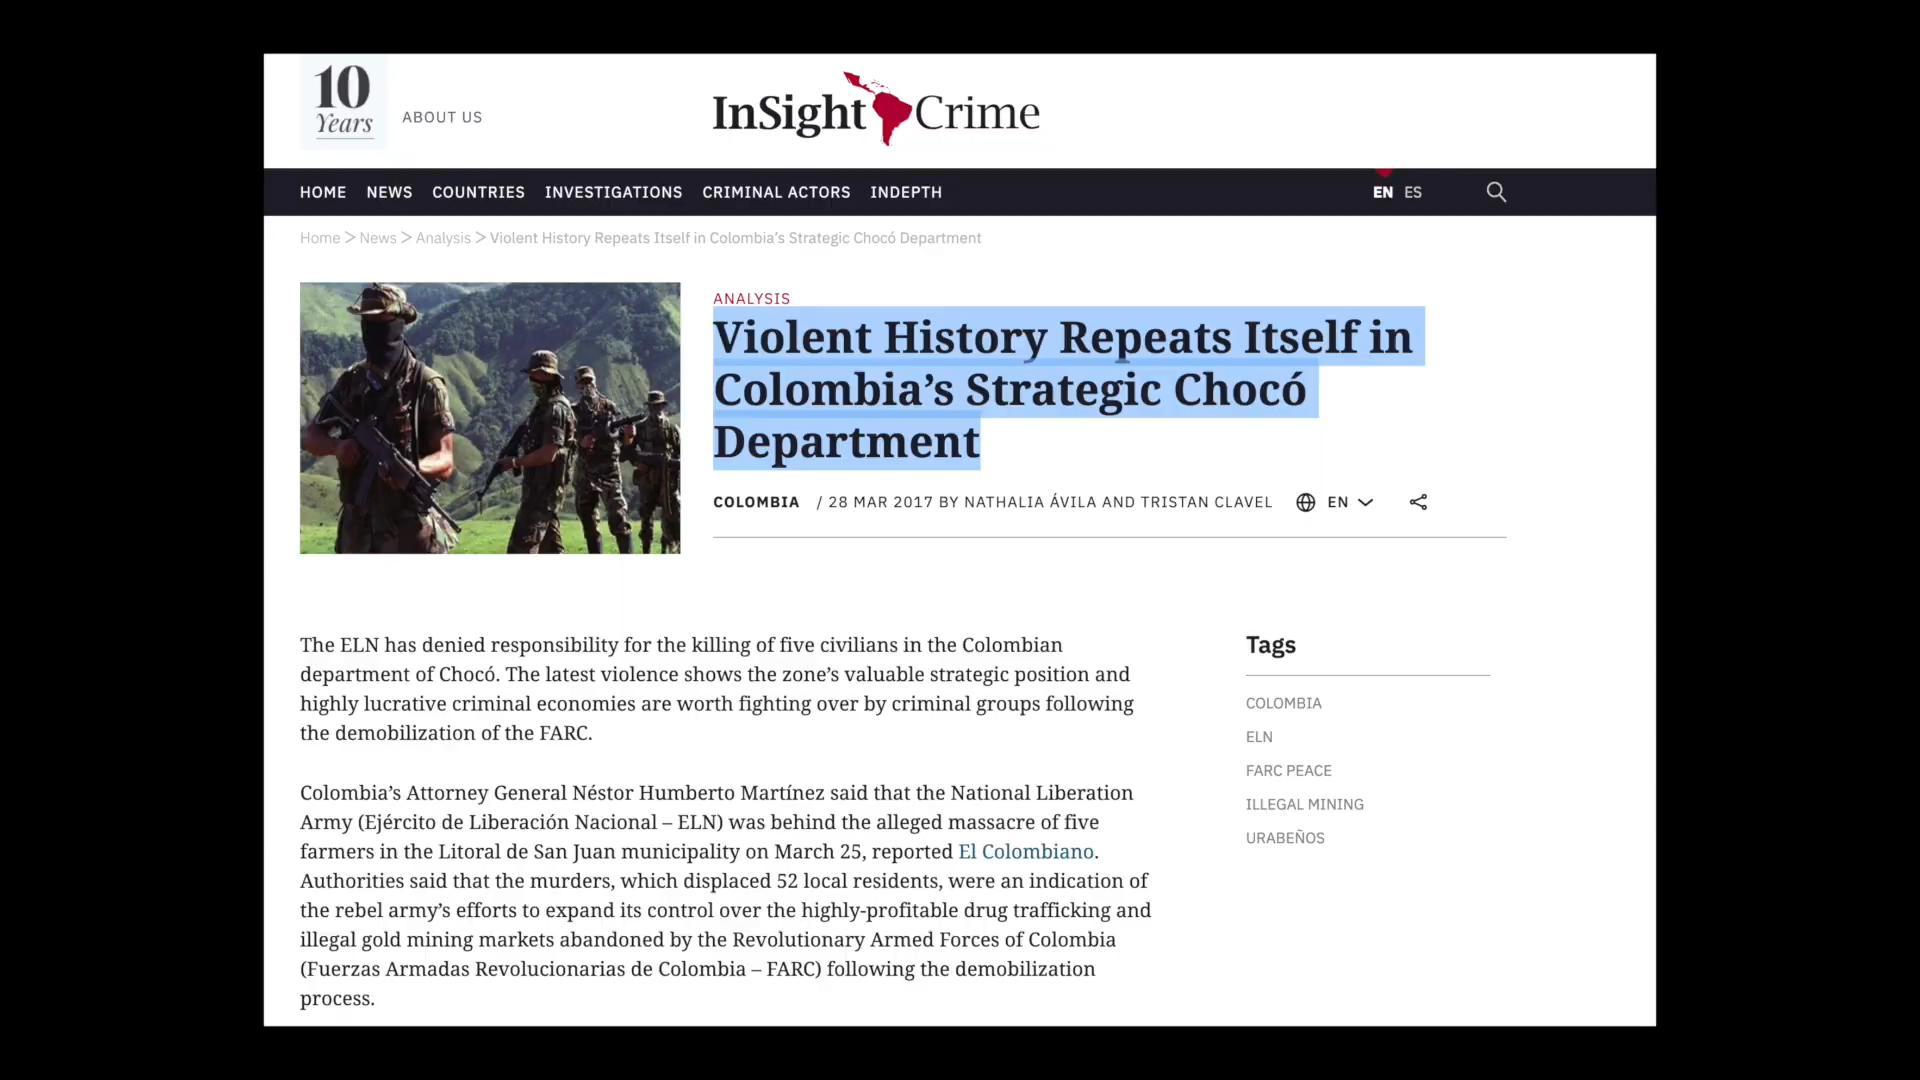 10
Years
ABOUT US
InSight Crime
HOME NEWS COUNTRIES INVESTIGATIONS CRIMINAL ACTORS INDEPTH
EN ES
Home > News > Analysis > Violent History Repeats Itself in Colombia’s Strategic Chocó Department
ANALYSIS
Violent History Repeats Itself in
Colombia’s Strategic Chocó
Department
COLOMBIA / 28 MAR 2017 BY NATHALIA ÁVILA AND TRISTAN CLAVEL EN
The ELN has denied responsibility for the killing of five civilians in the Colombian
department of Chocó. The latest violence shows the zone’s valuable strategic position and
highly lucrative criminal economies are worth fighting over by criminal groups following
the demobilization of the FARC.
Colombia’s Attorney General Néstor Humberto Martínez said that the National Liberation
Army (Ejército de Liberación Nacional – ELN) was behind the alleged massacre of five
farmers in the Litoral de San Juan municipality on March 25, reported El Colombiano.
Authorities said that the murders, which displaced 52 local residents, were an indication of
the rebel army’s efforts to expand its control over the highly-profitable drug trafficking and
illegal gold mining markets abandoned by the Revolutionary Armed Forces of Colombia
(Fuerzas Armadas Revolucionarias de Colombia – FARC) following the demobilization
process.
Tags
COLOMBIA
ELN
FARC PEACE
ILLEGAL MINING
URABEÑOS